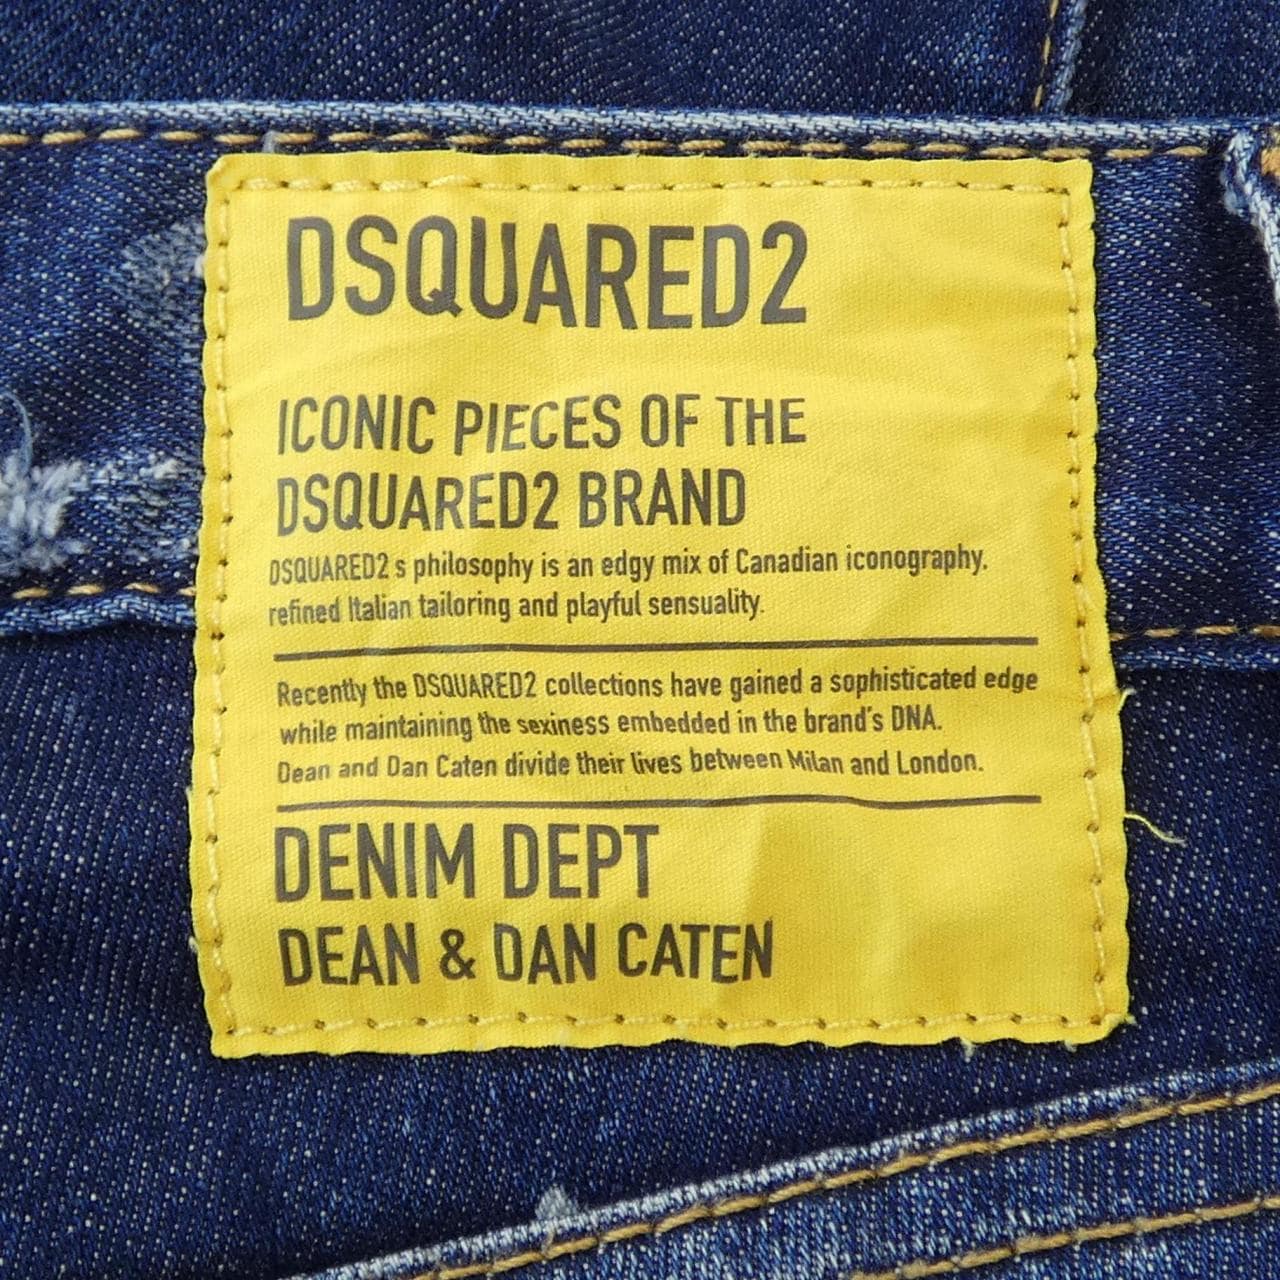 DSQUARED2
ICONIC PIECES OF THE
DSQUARED2 BRAND
DSQUARED2 s philosophy is an edgy mix of Canadian iconography.
refined Italian tailoring and playful sensuality.
Recently the DSQUARED2 collections have gained a sophisticated edge
while maintaining the sexiness embedded in the brand's DNA.
Dean and Dan Caten divide their lives between Milan and London.
DENIM DEPT
DEAN & DAN CATEN